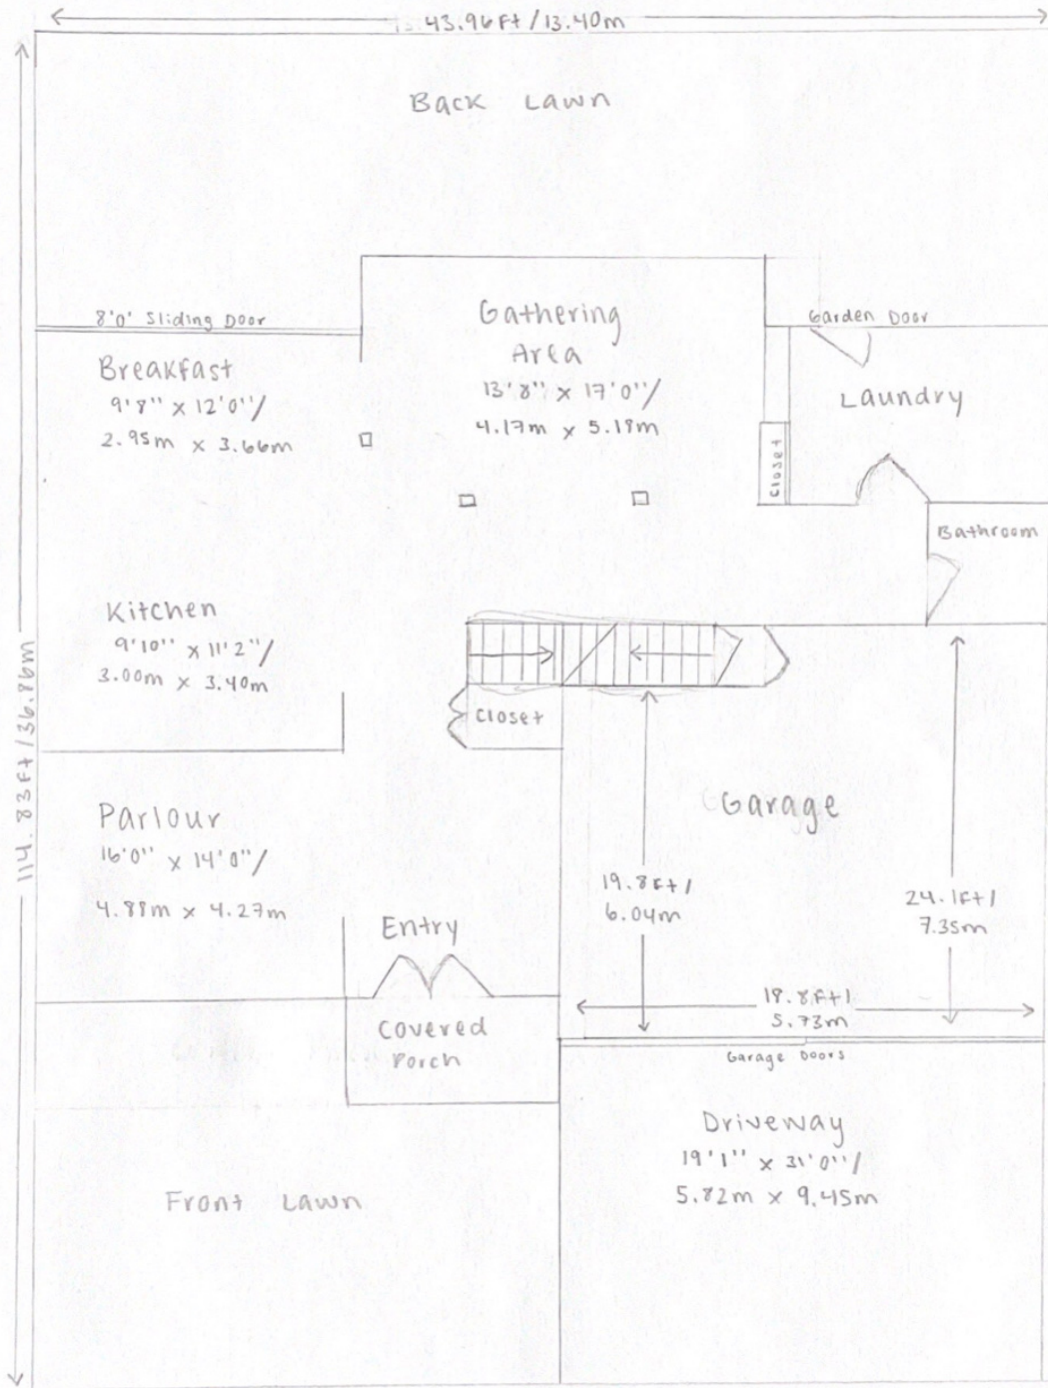 43.96Ft/13.40m
Back Lawn
8'0' Sliding Door
Breakfast
9'8'' x 12'0''/
2.95m x 3.66m
Gathering
Area
13'8'' x 17'0''/
4.17m x 5.18m
Garden Door
Laundry
Closet
Bathroom
Kitchen
9'10'' x 11'2''/
3.00m x 3.40m
114.83Ft/36.86m
Closet
Parlour
16'0'' x 14'0''/
4.88m x 4.27m
Garage
19.8Ft/
6.04m
24.1Ft/
7.35m
18.8Ft/
5.73m
Entry
Covered
Porch
Garage Doors
Driveway
19'1'' x 31'0''/
5.82m x 9.45m
Front Lawn